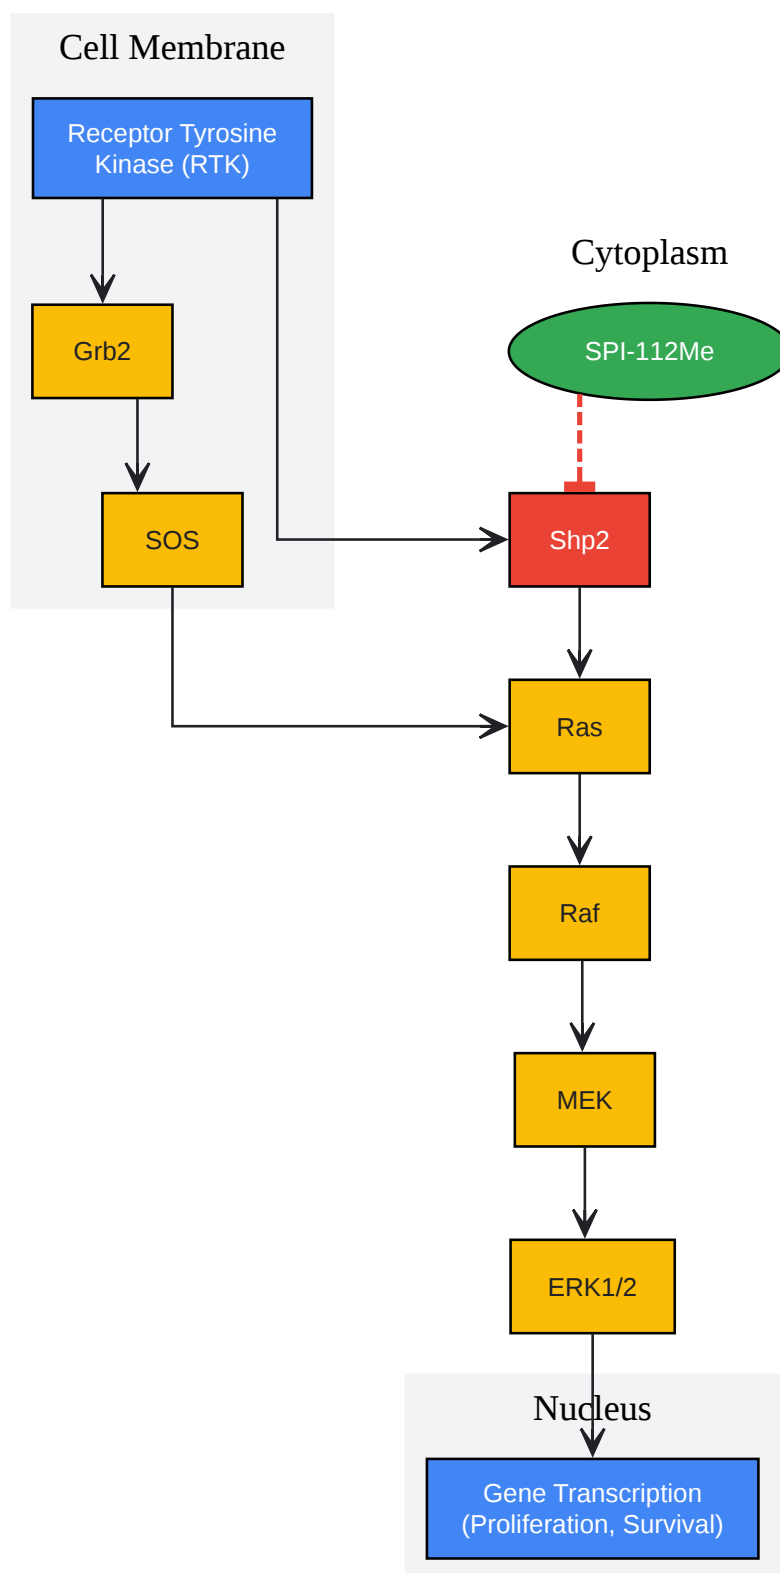 Cell Membrane
Receptor Tyrosine
Kinase (RTK)
Cytoplasm
Grb2
SPI-112Me
SOS
Shp2
Ras
Raf
MEK
ERK1/2
Nucleus
Gene Transcription
(Proliferation, Survival)